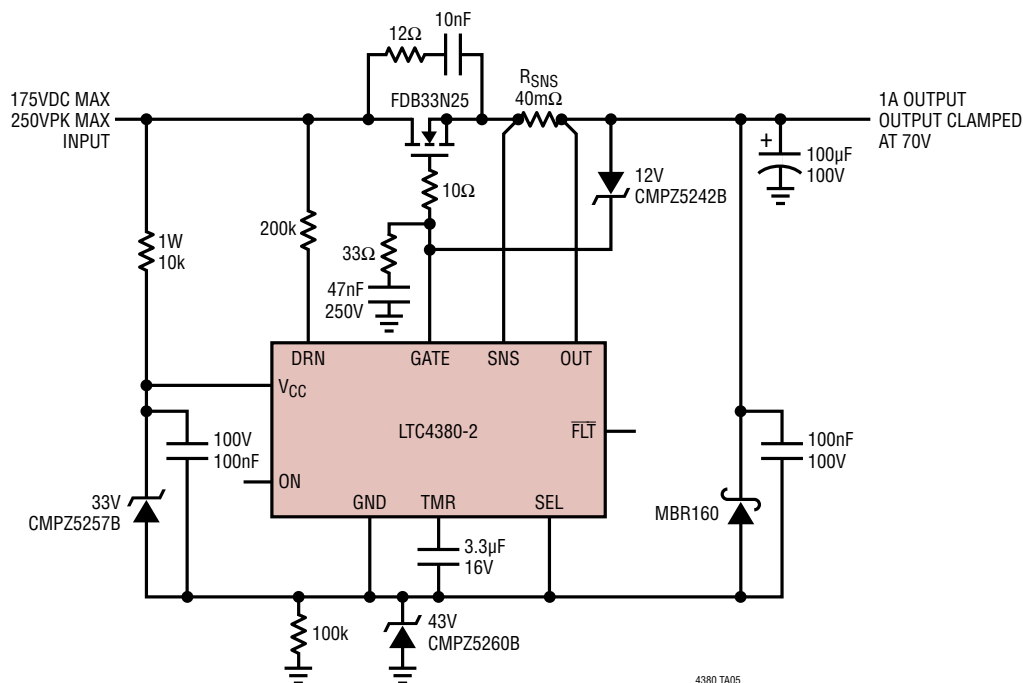 10nF
12Ω
FDB33N25
RSNS
40mΩ
175VDC MAX
250VPK MAX
INPUT
1A OUTPUT
OUTPUT CLAMPED
AT 70V
+
100µF
100V
12V
CMPZ5242B
10Ω
200k
33Ω
1W
10k
47nF
250V
DRN
GATE
SNS
OUT
VCC
LTC4380-2
FLT
100V
100nF
100nF
100V
ON
33V
CMPZ5257B
GND
TMR
SEL
MBR160
3.3µF
16V
43V
CMPZ5260B
100k
4380 TA05